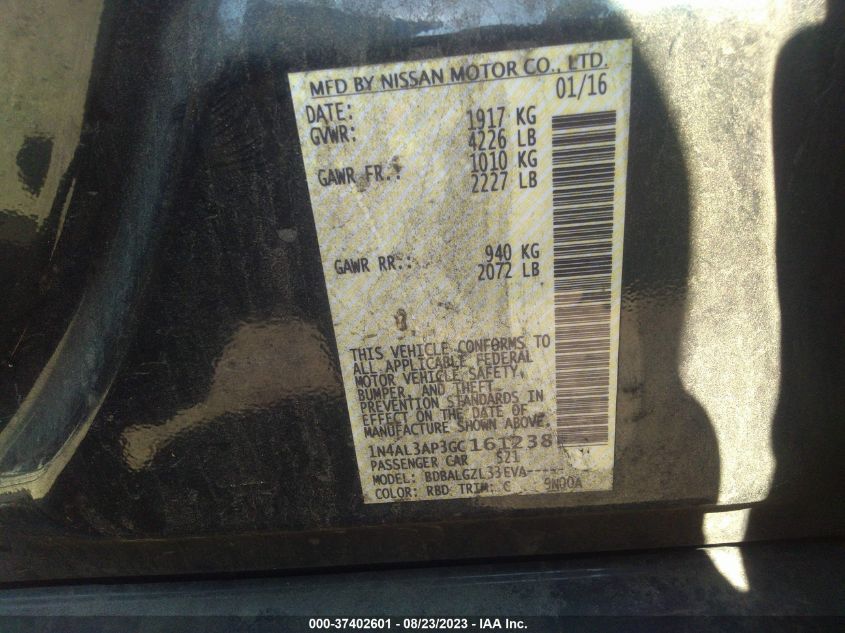 MFD BY NISSAN MOTOR CO., LTD.
DATE: 01/16
GVWR: 1917 KG
4226 LB
GAWR FR.: 1010 KG
2227 LB
GAWR RR.: 940 KG
2072 LB
THIS VEHICLE CONFORMS TO
ALL APPLICABLE FEDERAL
MOTOR VEHICLE SAFETY,
BUMPER, AND THEFT
PREVENTION STANDARDS IN
EFFECT ON THE DATE OF
MANUFACTURE SHOWN ABOVE.
1N4AL3AP3GC161238
PASSENGER CAR S21
MODEL: BDBALGZL33EVA-----
COLOR: RBD TRIM: C 9N00A
000-37402601 - 08/23/2023 - IAA Inc.